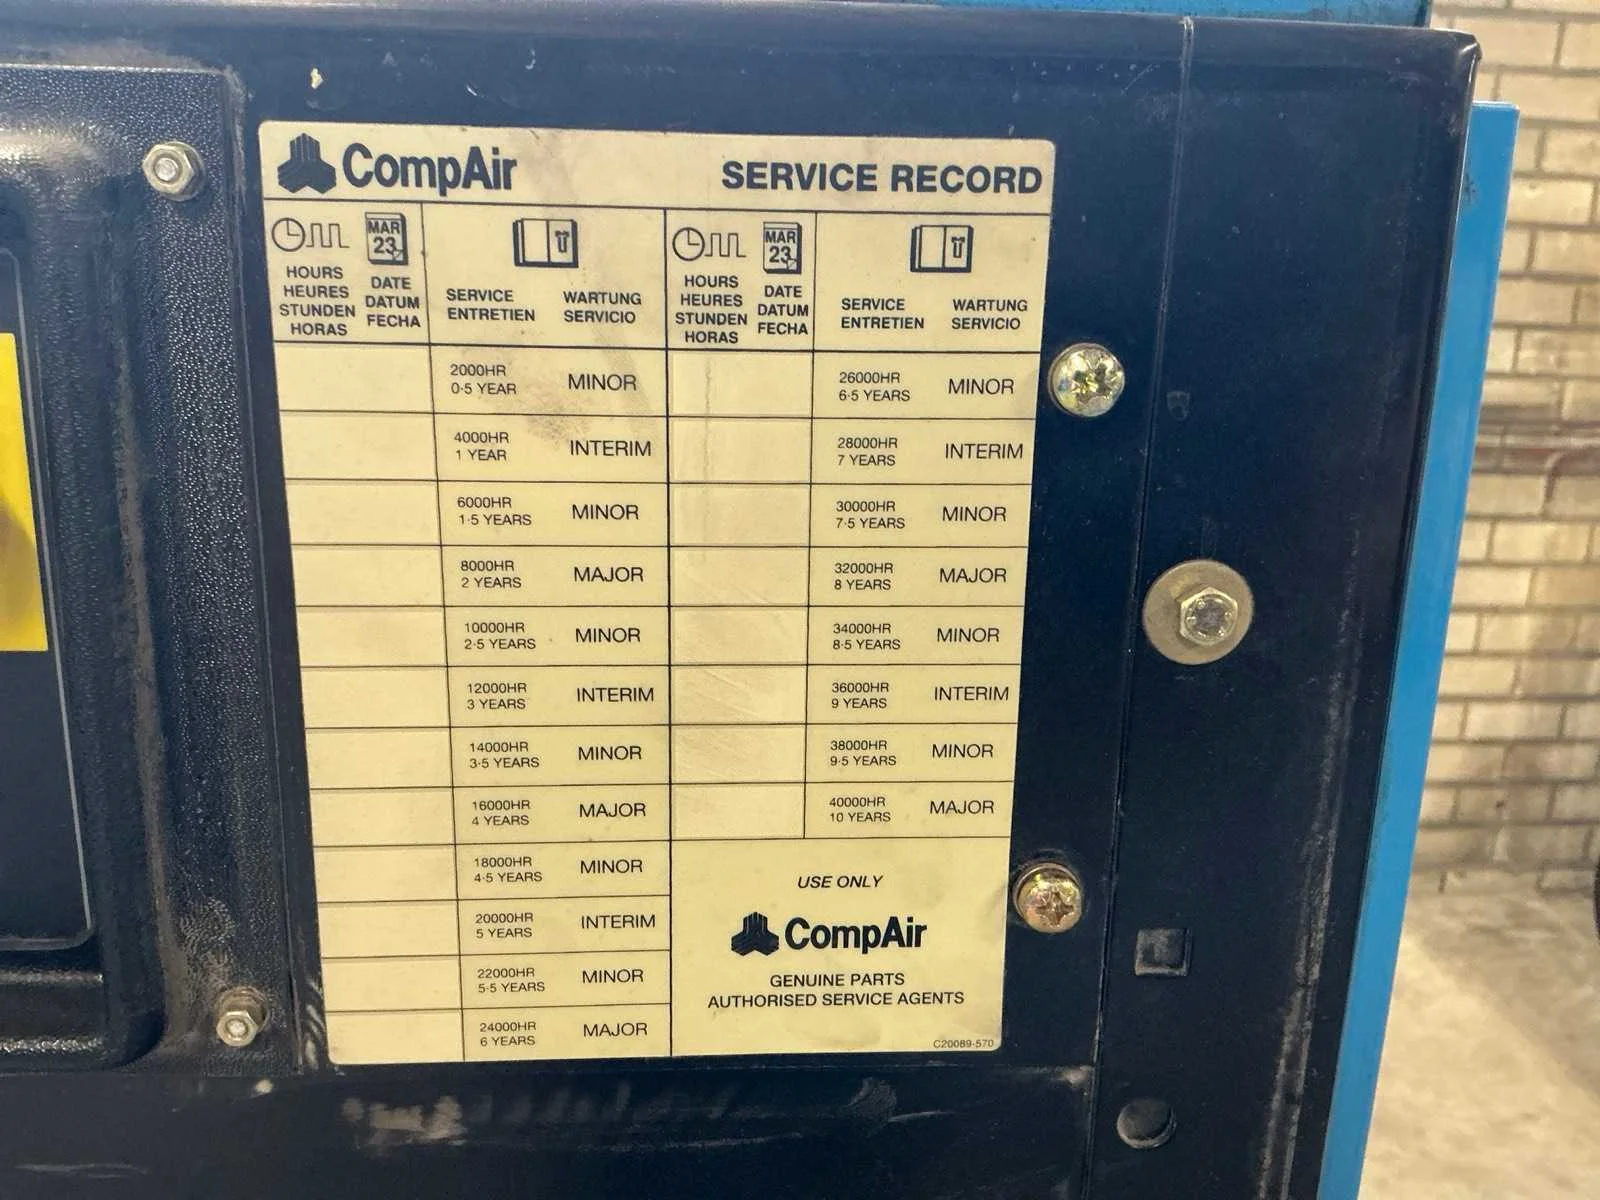 CompAir SERVICE RECORD
MAR
23
HOURS
HEURES
STUNDEN
HORAS
DATE
DATUM
FECHA
SERVICE
ENTRETIEN
WARTUNG
SERVICIO
MAR
23
HOURS
HEURES
STUNDEN
HORAS
DATE
DATUM
FECHA
SERVICE
ENTRETIEN
WARTUNG
SERVICIO
2000HR
0·5 YEAR
MINOR
4000HR
1 YEAR
INTERIM
6000HR
1·5 YEARS
MINOR
8000HR
2 YEARS
MAJOR
10000HR
2·5 YEARS
MINOR
12000HR
3 YEARS
INTERIM
14000HR
3·5 YEARS
MINOR
16000HR
4 YEARS
MAJOR
18000HR
4·5 YEARS
MINOR
20000HR
5 YEARS
INTERIM
22000HR
5·5 YEARS
MINOR
24000HR
6 YEARS
MAJOR
26000HR
6·5 YEARS
MINOR
28000HR
7 YEARS
INTERIM
30000HR
7·5 YEARS
MINOR
32000HR
8 YEARS
MAJOR
34000HR
8·5 YEARS
MINOR
36000HR
9 YEARS
INTERIM
38000HR
9·5 YEARS
MINOR
40000HR
10 YEARS
MAJOR
USE ONLY
CompAir
GENUINE PARTS
AUTHORISED SERVICE AGENTS
C20089-570